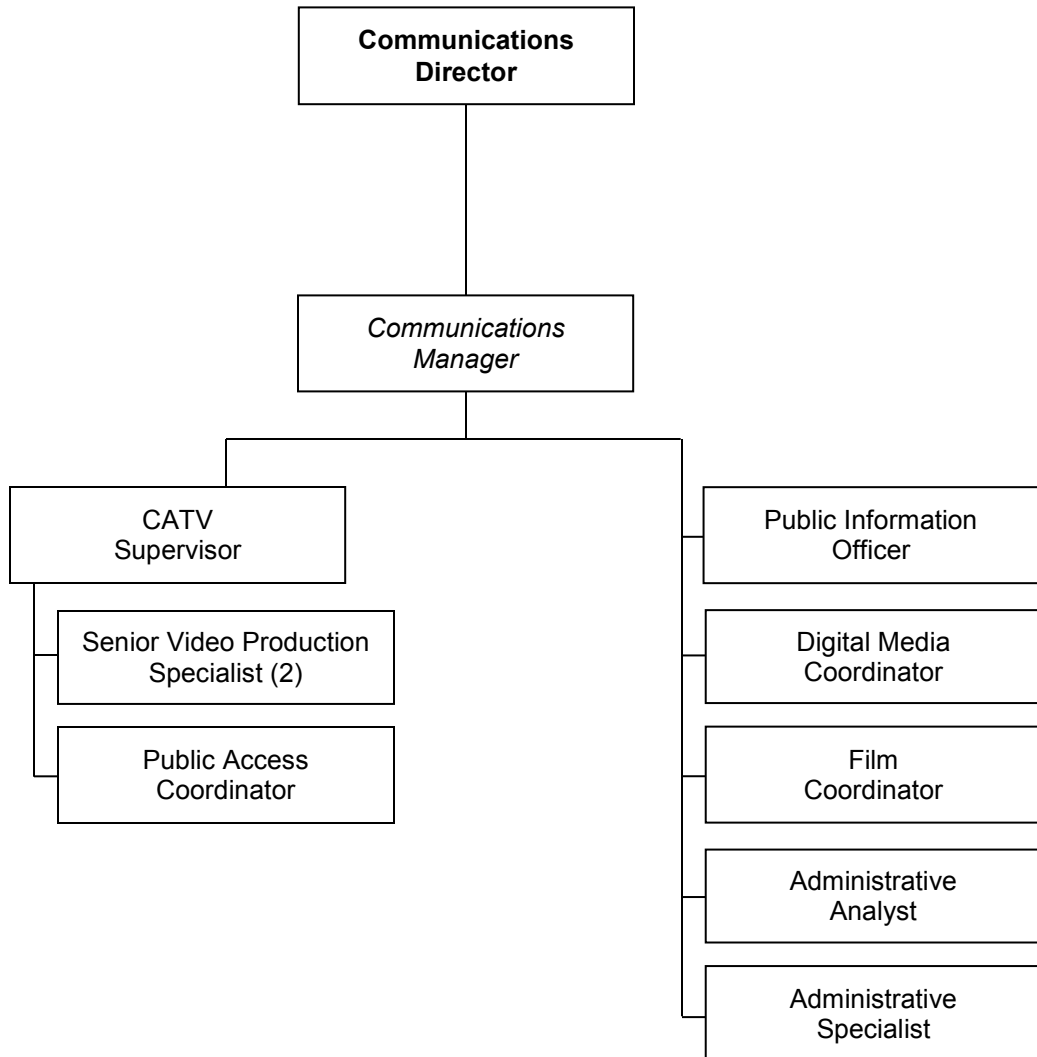 Communications
Director
Communications
Manager
CATV
Supervisor
Senior Video Production
Specialist (2)
Public Access
Coordinator
Public Information
Officer
Digital Media
Coordinator
Film
Coordinator
Administrative
Analyst
Administrative
Specialist